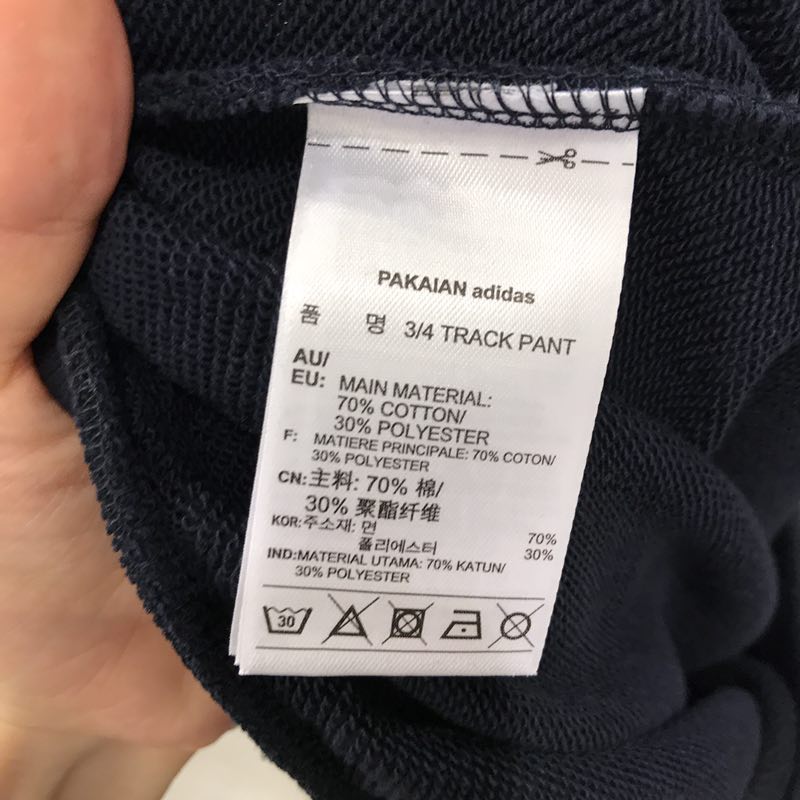 PAKAIAN adidas
품 명 3/4 TRACK PANT
AU/
EU: MAIN MATERIAL:
70% COTTON/
30% POLYESTER
F: MATIERE PRINCIPALE: 70% COTON/
30% POLYESTER
CN:主料: 70% 棉/
30% 聚酯纤维
KOR:주소재: 면 70%
폴리에스터 30%
IND:MATERIAL UTAMA: 70% KATUN/
30% POLYESTER
30